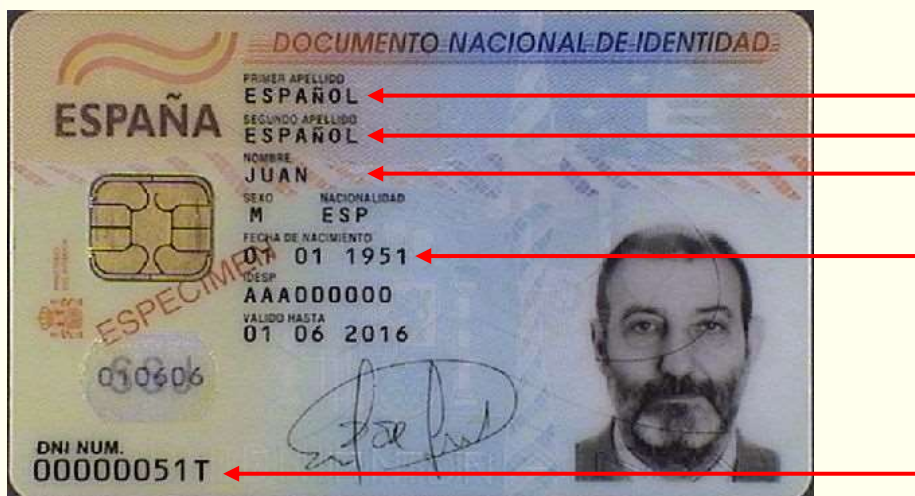 DOCUMENTO NACIONAL DE IDENTIDAD
ESPAÑA
PRIMER APELLIDO
ESPAÑOL
SEGUNDO APELLIDO
ESPAÑOL
NOMBRE
JUAN
SEXO NACIONALIDAD
M ESP
FECHA DE NACIMIENTO
01 01 1951
IDESP
AAA000000
VALIDO HASTA
01 06 2016
ESPECIMEN
010606
DNI NUM.
00000051T